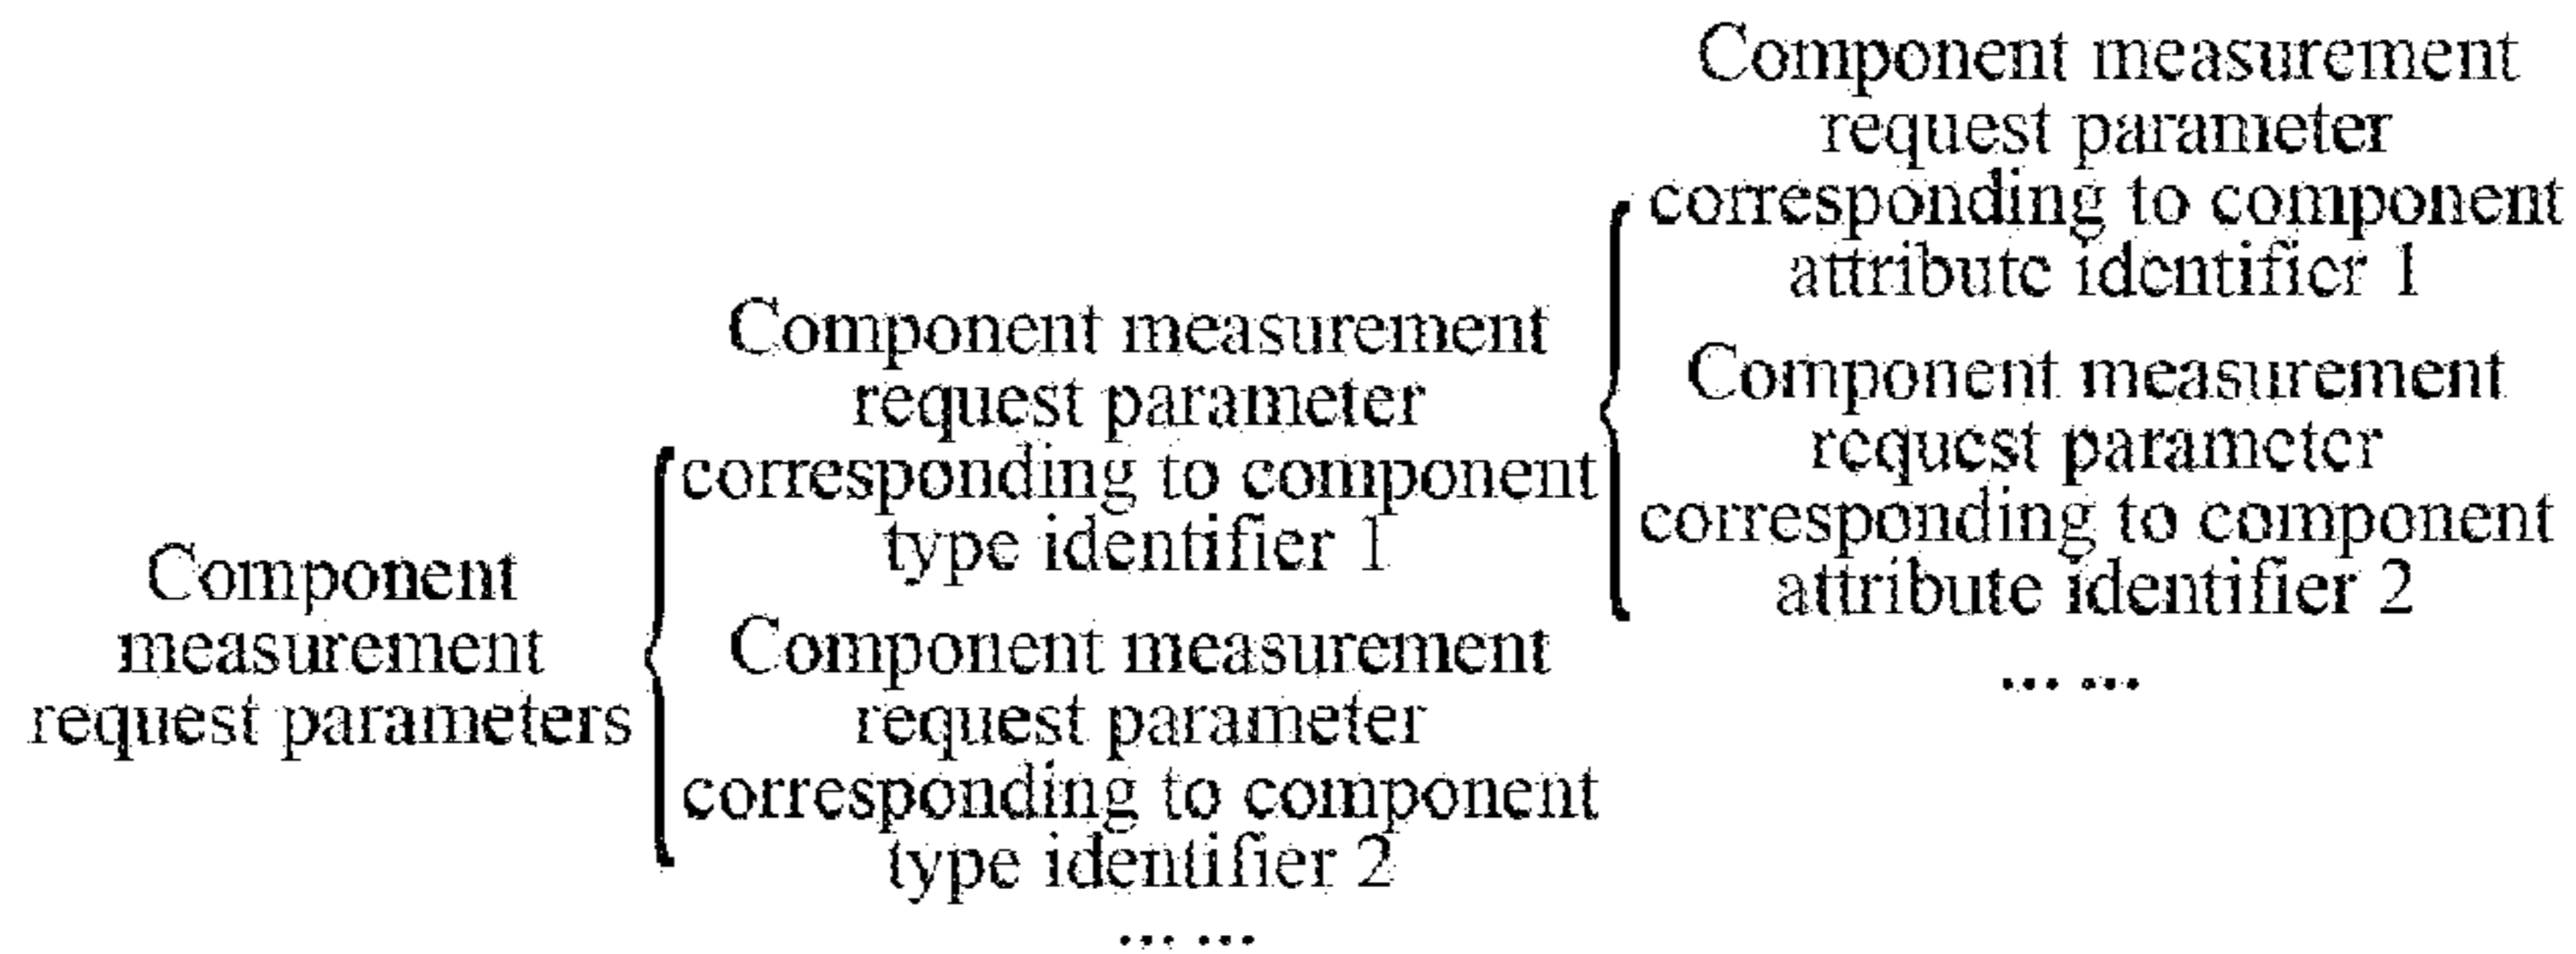 Component
measurement
request parameters
Component measurement
request parameter
corresponding to component
type identifier 1
Component measurement
request parameter
corresponding to component
type identifier 2
... ...
Component measurement
request parameter
corresponding to component
attribute identifier 1
Component measurement
request parameter
corresponding to component
attribute identifier 2
... ...